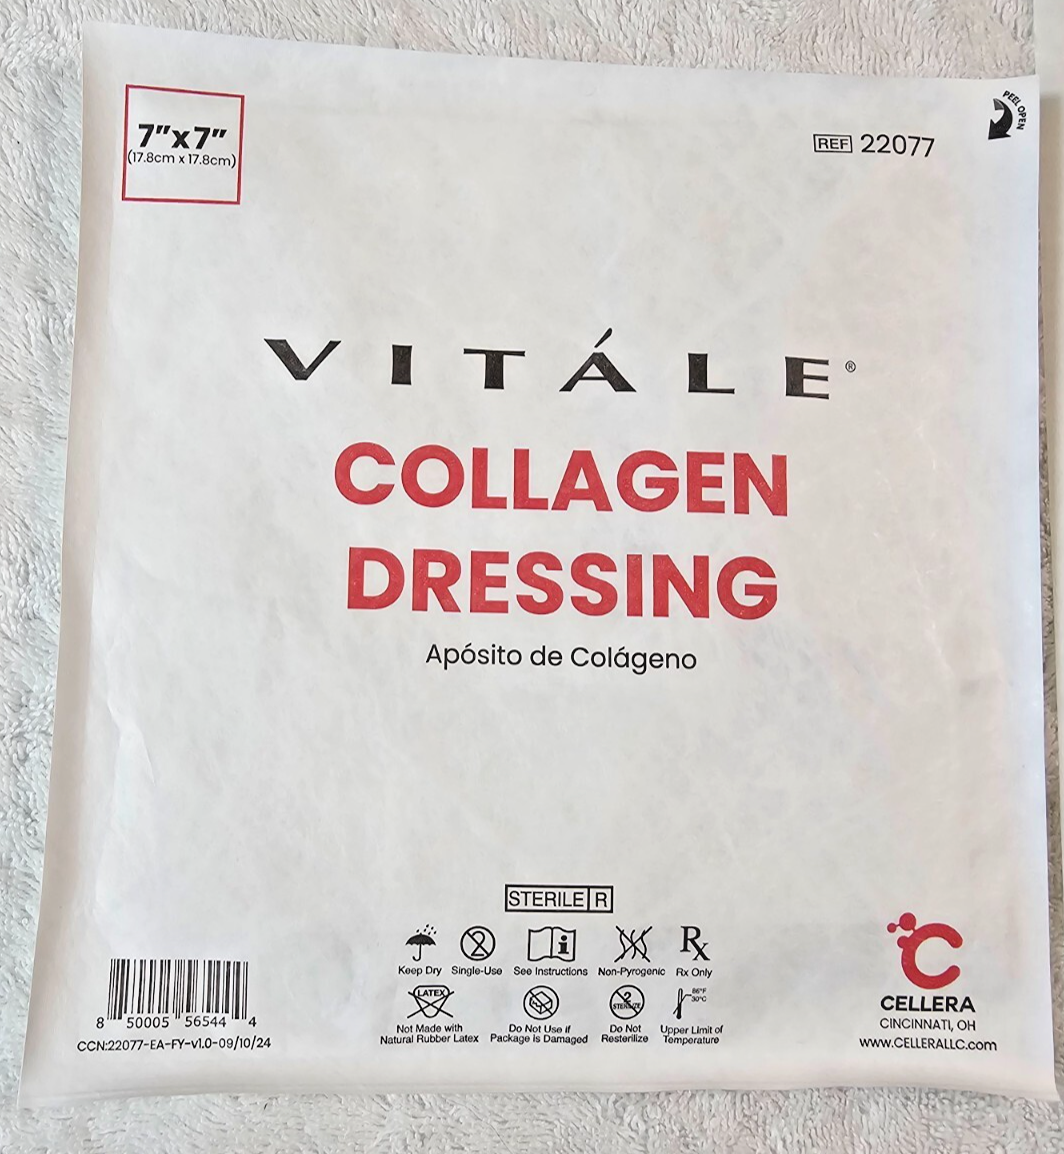 7"x7"
(17.8cm x 17.8cm)
REF 22077
PEEL OPEN
VITÁLE®
COLLAGEN
DRESSING
Apósito de Colágeno
STERILE R
Keep Dry Single-Use See Instructions Non-Pyrogenic Rx Rx Only
LATEX 2 STERILIZE 86°F 30°C
Not Made with Natural Rubber Latex
Do Not Use if Package is Damaged
Do Not Resterilize
Upper Limit of Temperature
8 50005 56544 4
CCN:22077-EA-FY-v1.0-09/10/24
C
CELLERA
CINCINNATI, OH
www.CELLERALLC.com